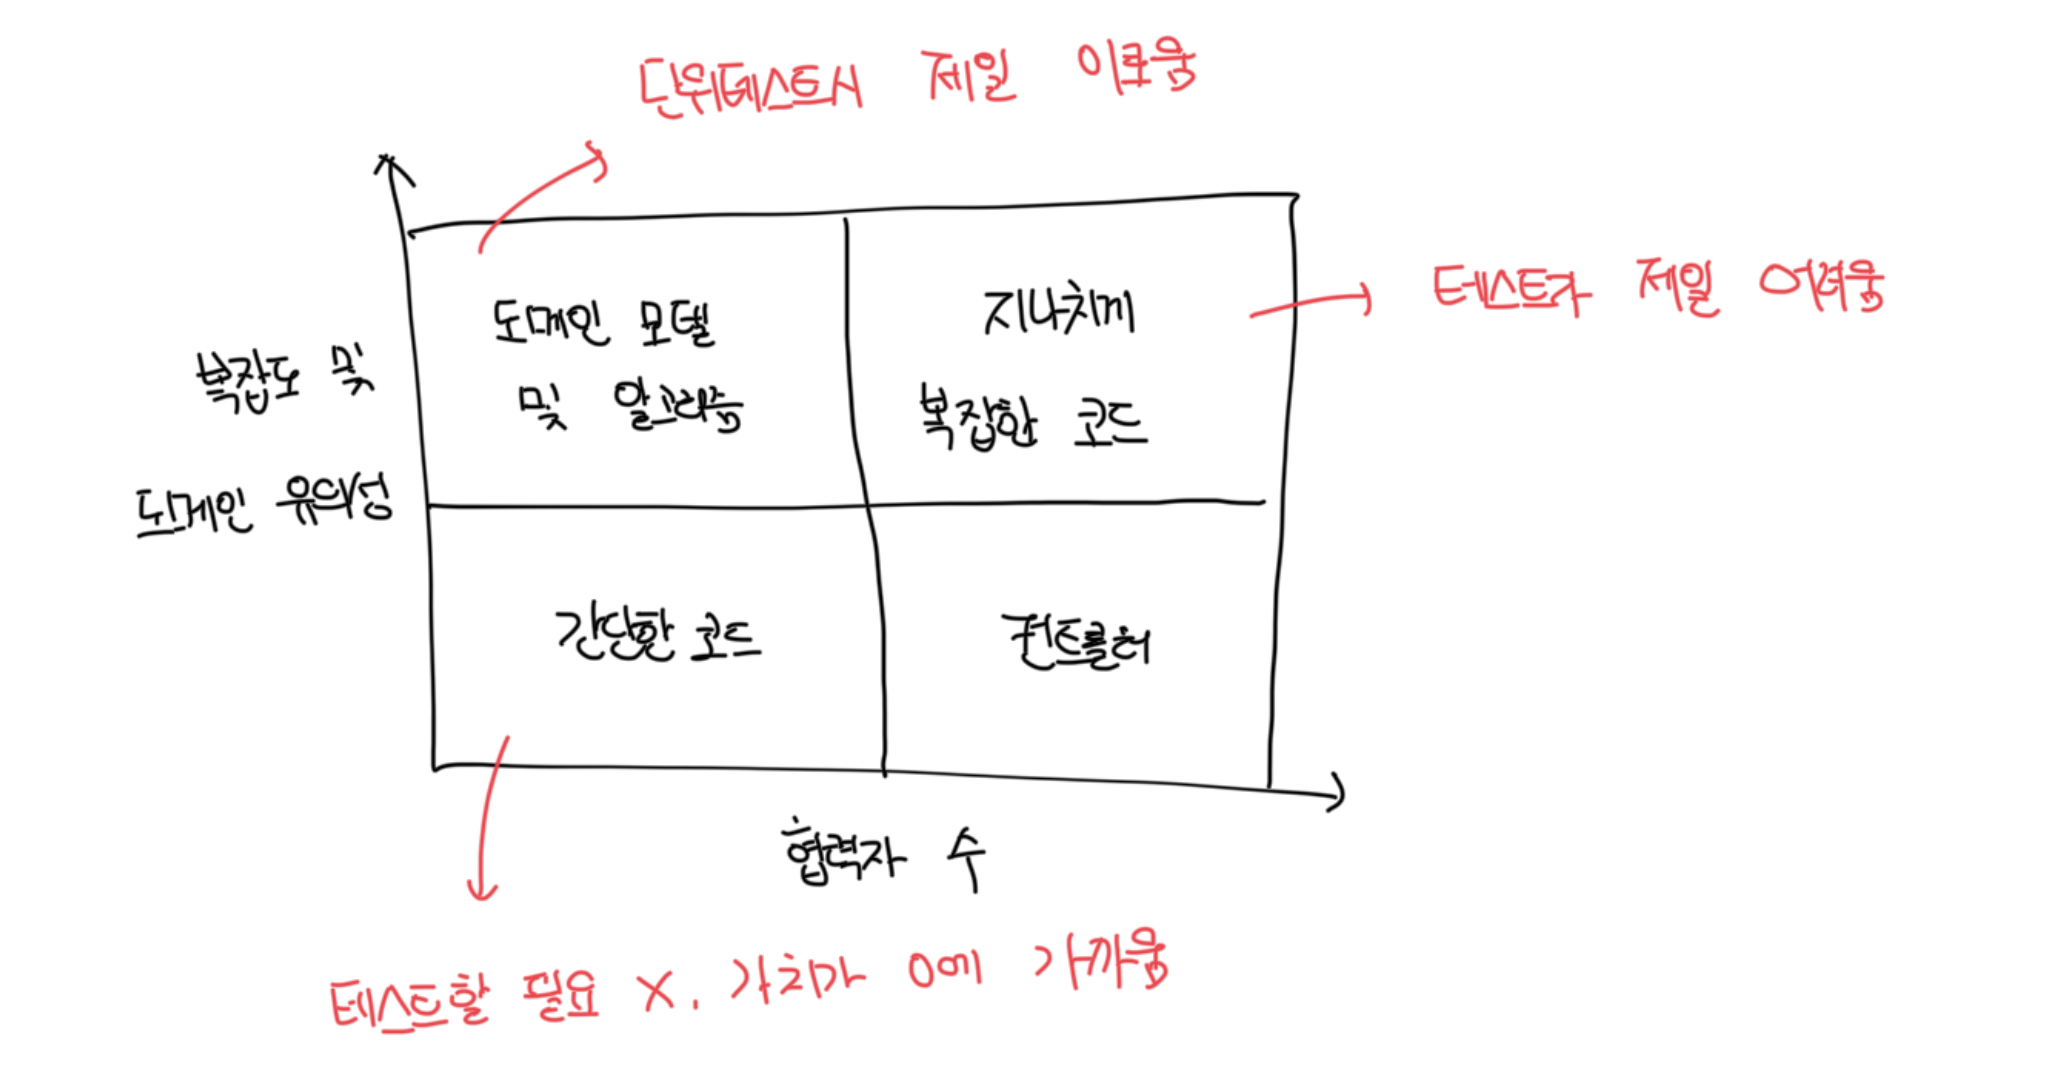 단위테스트시 제일 이로움
도메인 모델
및 알고리즘
지나치게
복잡한 코드
테스트가 제일 어려움
복잡도 및
도메인 유의성
간단한 코드
컨트롤러
협력자 수
테스트할 필요 X. 가치가 0에 가까움